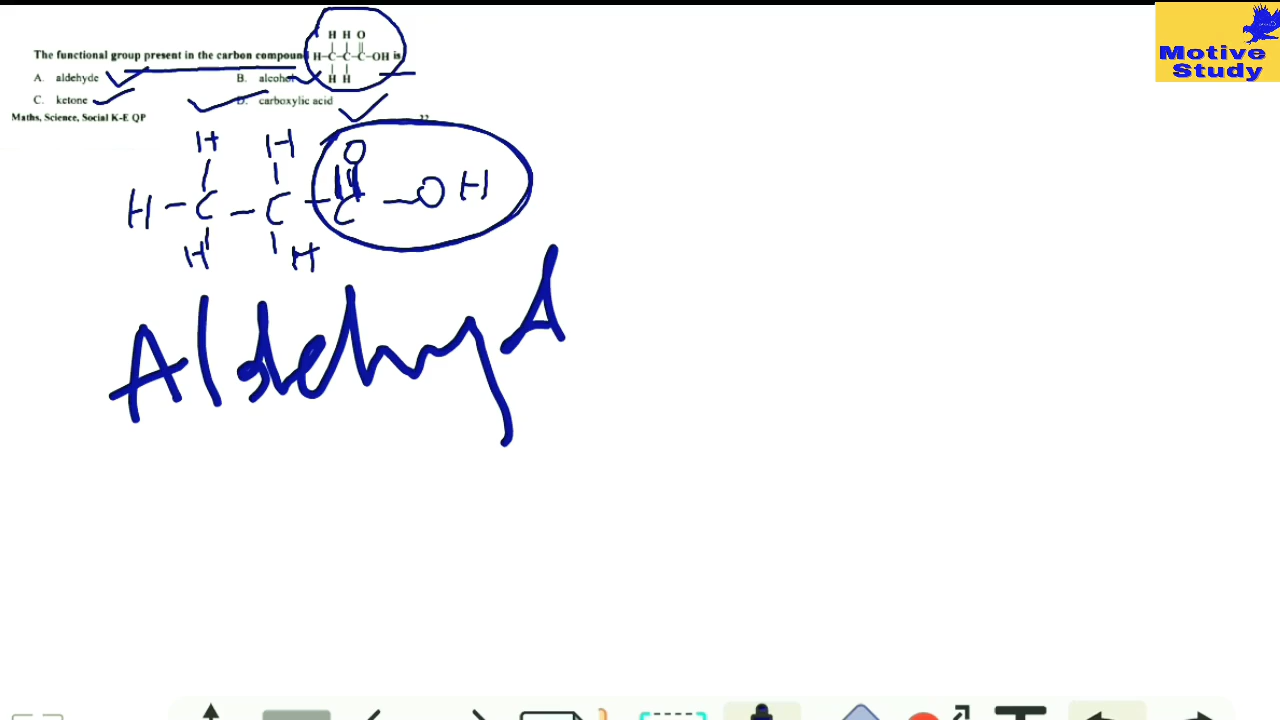 H H O
The functional group present in the carbon compound H–C–C–C–OH is
H H
A. aldehyde B. alcohol
C. ketone D. carboxylic acid
Maths, Science, Social K-E QP 22
Motive
Study
H H O
H – C – C – C – OH
H H
Aldehyd